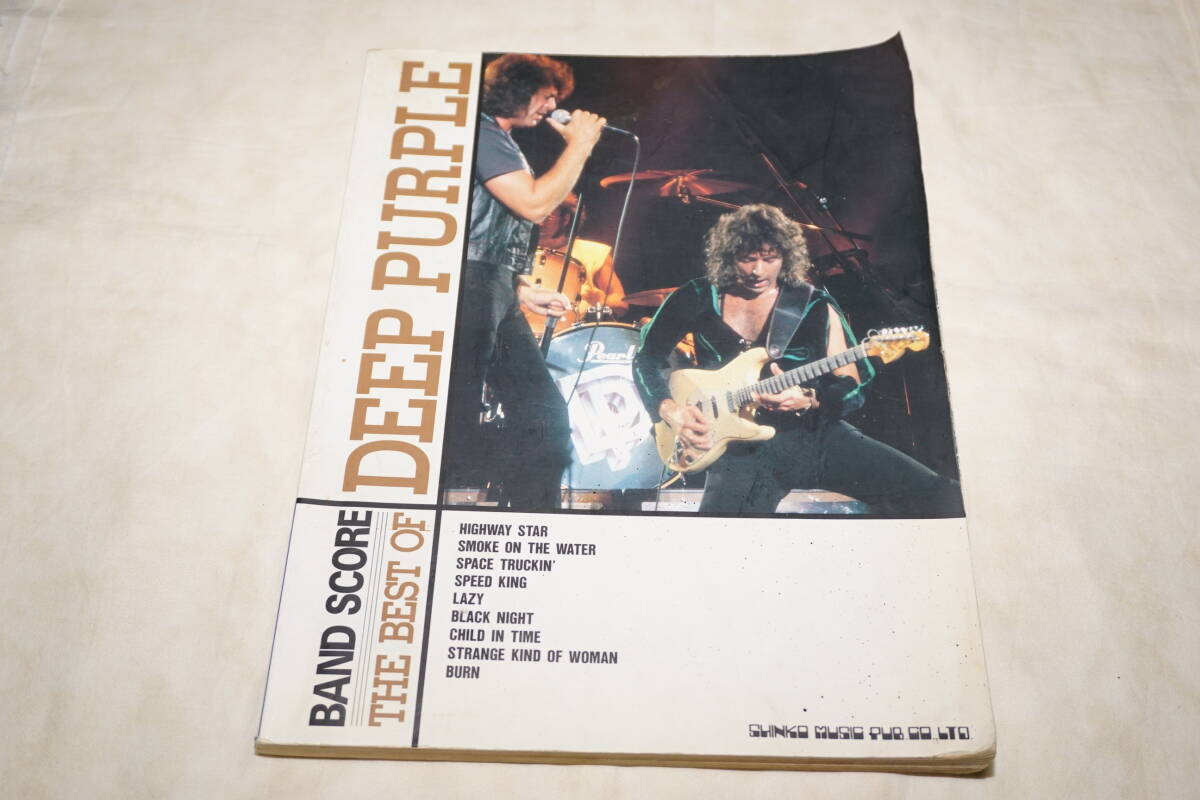 DEEP PURPLE
BAND SCORE
THE BEST OF
Pearl
HIGHWAY STAR
SMOKE ON THE WATER
SPACE TRUCKIN'
SPEED KING
LAZY
BLACK NIGHT
CHILD IN TIME
STRANGE KIND OF WOMAN
BURN
SHINKO MUSIC PUB. CO., LTD.